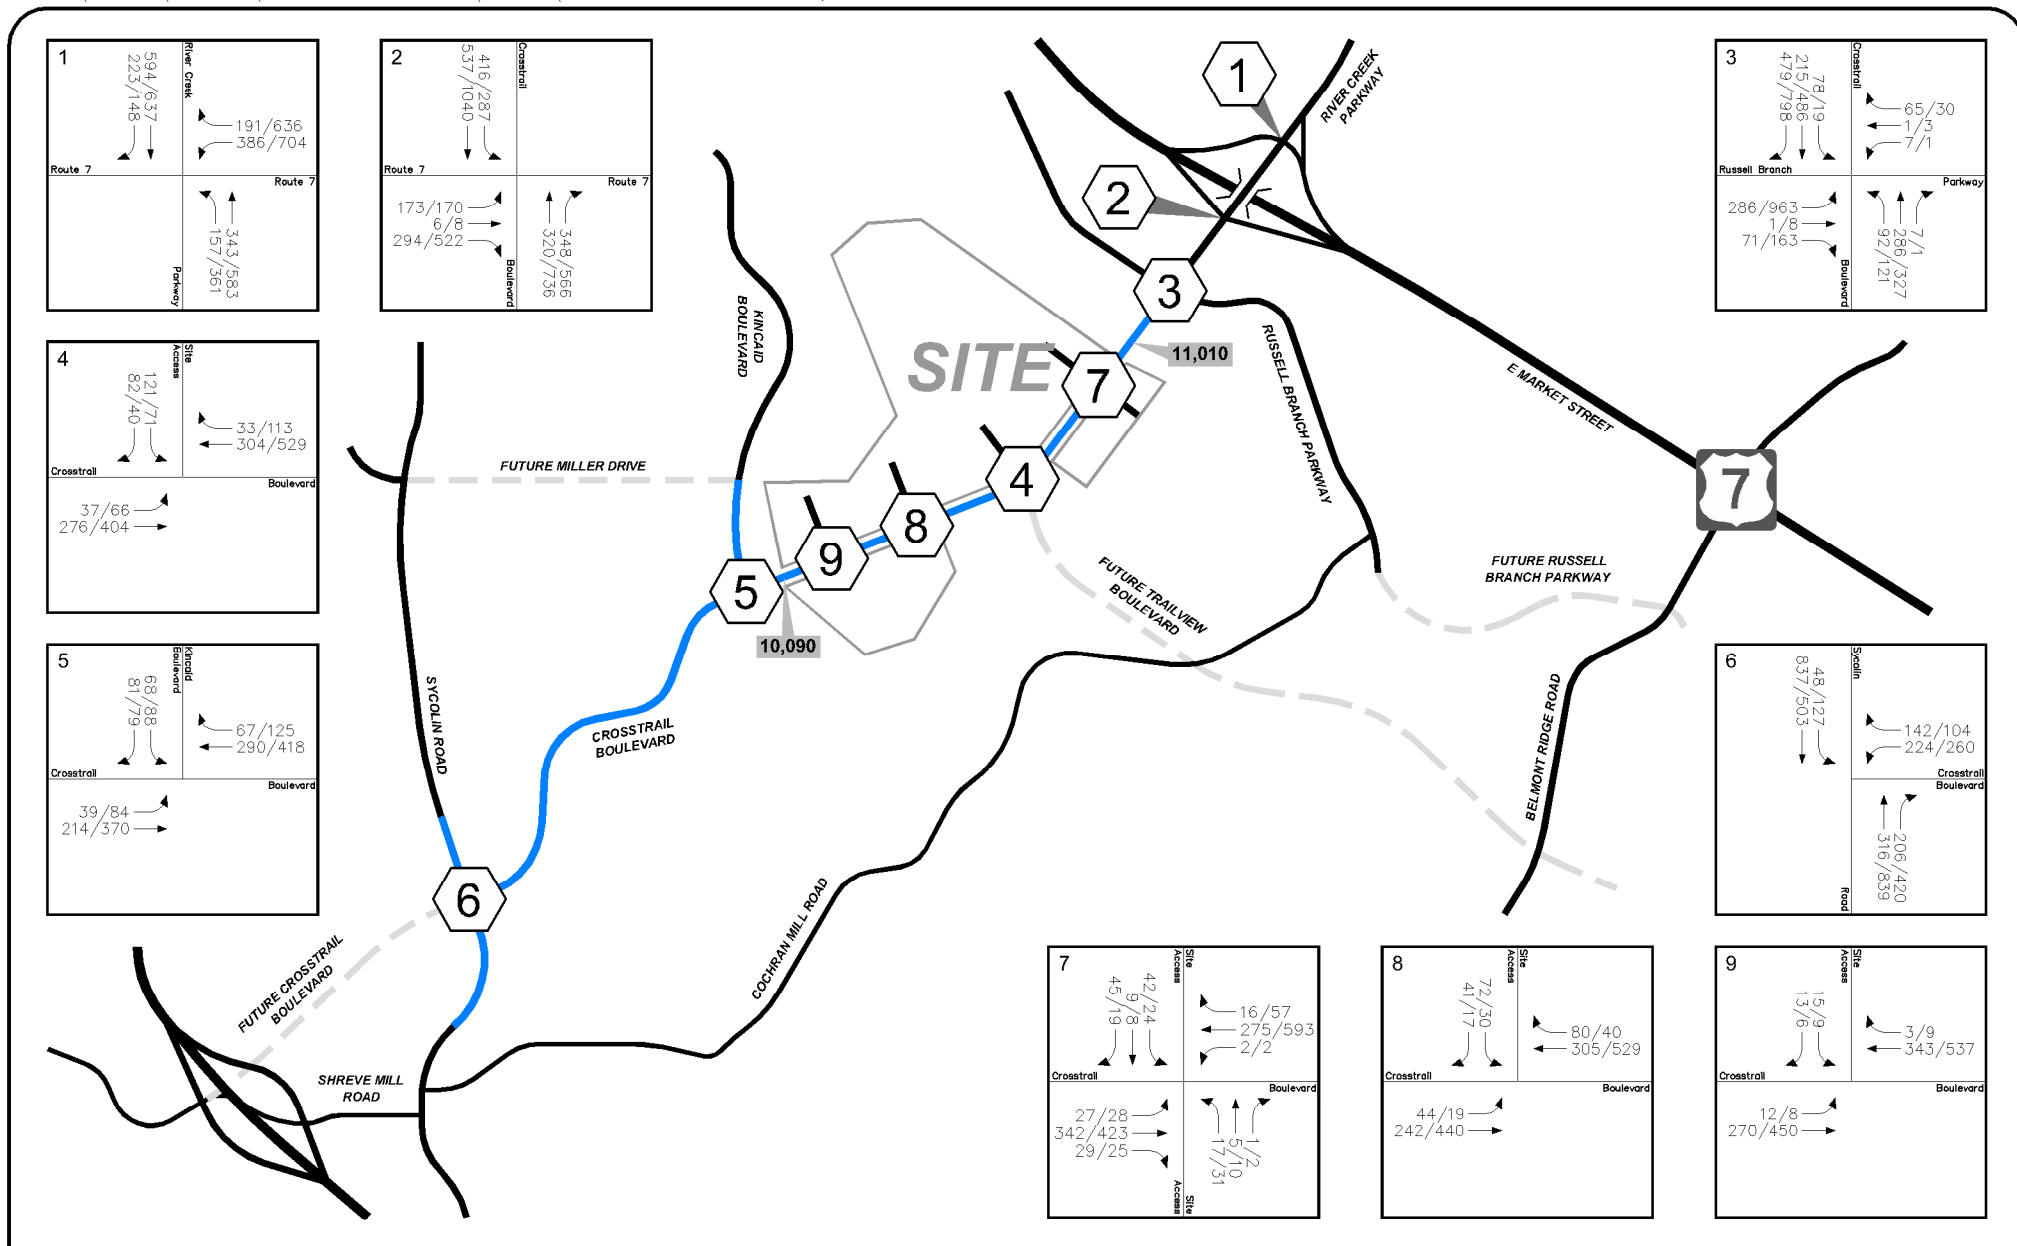 1
River Creek
594/637
223/148
191/636
386/704
Route 7
Route 7
343/583
157/361
Parkway
2
Crosstrail
416/287
537/1040
Route 7
Route 7
173/170
6/8
294/522
348/566
320/736
Boulevard
3
Crosstrail
78/19
215/486
479/798
65/30
1/3
7/1
Russell Branch
Parkway
286/963
1/8
71/163
7/1
286/327
92/121
Boulevard
4
Site
Access
121/71
82/40
33/113
304/529
Crosstrail
Boulevard
37/66
276/404
5
Kincaid
Boulevard
68/88
81/79
67/125
290/418
Crosstrail
Boulevard
39/84
214/370
6
Sycolin
48/127
837/503
142/104
224/260
Crosstrail
Boulevard
206/420
316/839
Road
7
Site
Access
42/24
9/8
45/19
16/57
275/593
2/2
Crosstrail
Boulevard
27/28
342/423
29/25
1/2
5/10
17/31
Site
Access
8
Site
Access
72/30
41/17
80/40
305/529
Crosstrail
Boulevard
44/19
242/440
9
Site
Access
15/9
13/6
3/9
343/537
Crosstrail
Boulevard
12/8
270/450
1
RIVER CREEK
PARKWAY
2
3
11,010
SITE
7
KINCAID
BOULEVARD
RUSSELL BRANCH PARKWAY
E MARKET STREET
7
4
FUTURE MILLER DRIVE
8
9
5
10,090
FUTURE TRAILVIEW
BOULEVARD
FUTURE RUSSELL
BRANCH PARKWAY
SYCOLIN ROAD
CROSSTRAIL
BOULEVARD
BELMONT RIDGE ROAD
6
COCHRAN MILL ROAD
FUTURE CROSSTRAIL
BOULEVARD
SHREVE MILL
ROAD